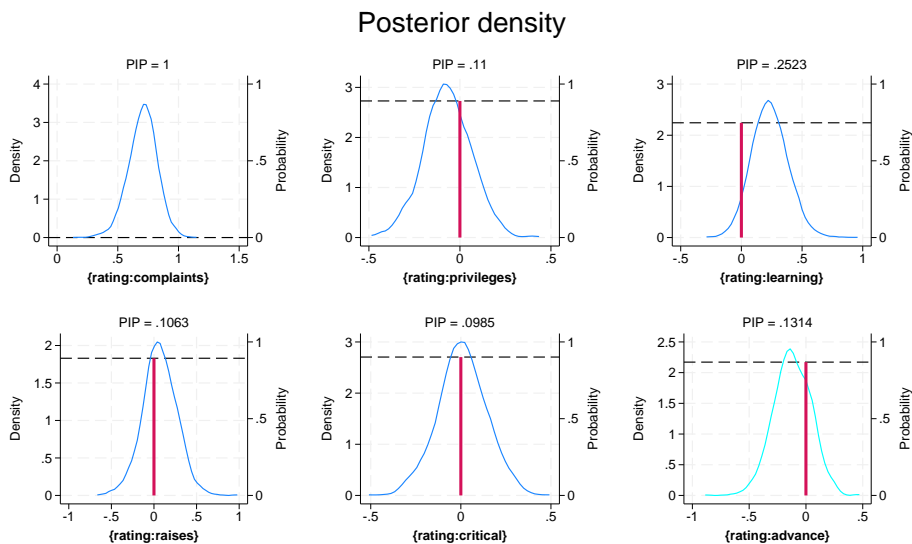 Posterior density
PIP = 1
4
3
2
1
0
Density
1
.5
0
Probability
0 .5 1 1.5
{rating:complaints}
PIP = .11
3
2
1
0
Density
1
.5
0
Probability
-.5 0 .5
{rating:privileges}
PIP = .2523
3
2
1
0
Density
1
.5
0
Probability
-.5 0 .5 1
{rating:learning}
PIP = .1063
2
1.5
1
.5
0
Density
1
.5
0
Probability
-1 -.5 0 .5 1
{rating:raises}
PIP = .0985
3
2
1
0
Density
1
.5
0
Probability
-.5 0 .5
{rating:critical}
PIP = .1314
2.5
2
1.5
1
.5
0
Density
1
.5
0
Probability
-1 -.5 0 .5
{rating:advance}